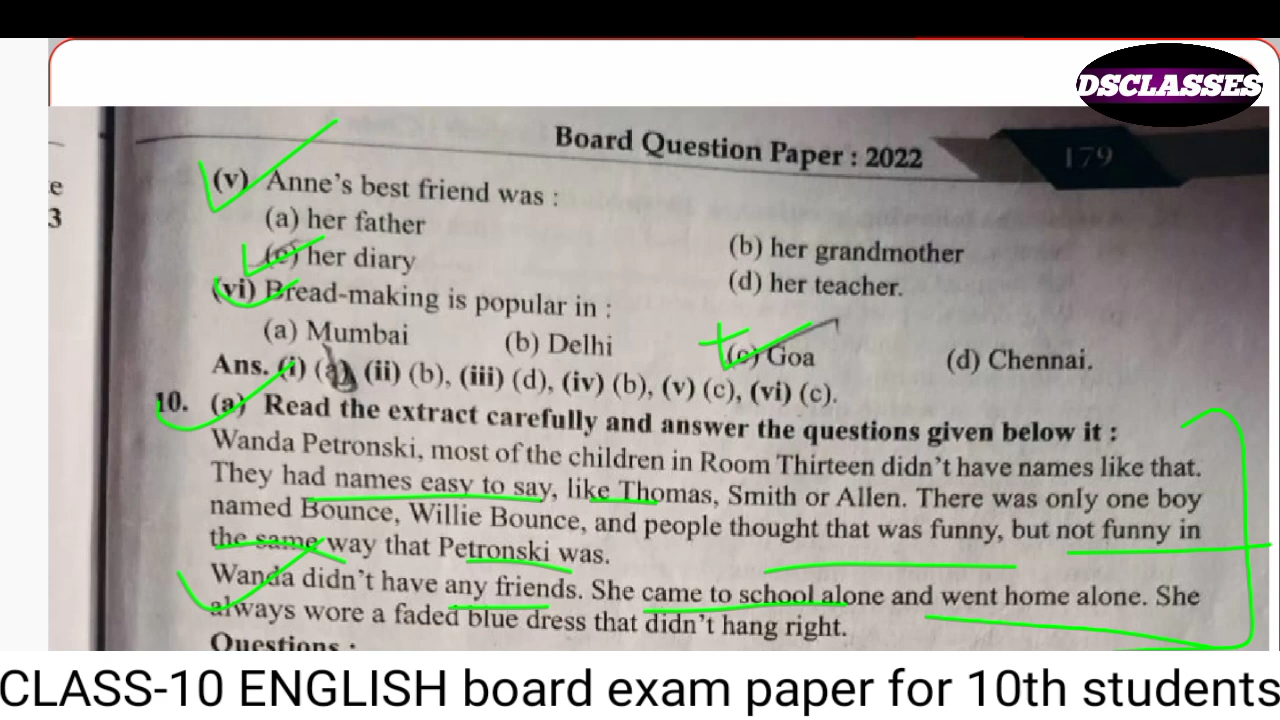 DSCLASSES
Board Question Paper : 2022
179
e
3
(v) Anne's best friend was :
(a) her father
(b) her grandmother
(c) her diary
(d) her teacher.
(vi) Bread-making is popular in :
(a) Mumbai (b) Delhi (c) Goa (d) Chennai.
Ans. (i) (a), (ii) (b), (iii) (d), (iv) (b), (v) (c), (vi) (c).
10. (a) Read the extract carefully and answer the questions given below it :
Wanda Petronski, most of the children in Room Thirteen didn't have names like that.
They had names easy to say, like Thomas, Smith or Allen. There was only one boy
named Bounce, Willie Bounce, and people thought that was funny, but not funny in
the same way that Petronski was.
Wanda didn't have any friends. She came to school alone and went home alone. She
always wore a faded blue dress that didn't hang right.
Questions :
CLASS-10 ENGLISH board exam paper for 10th students